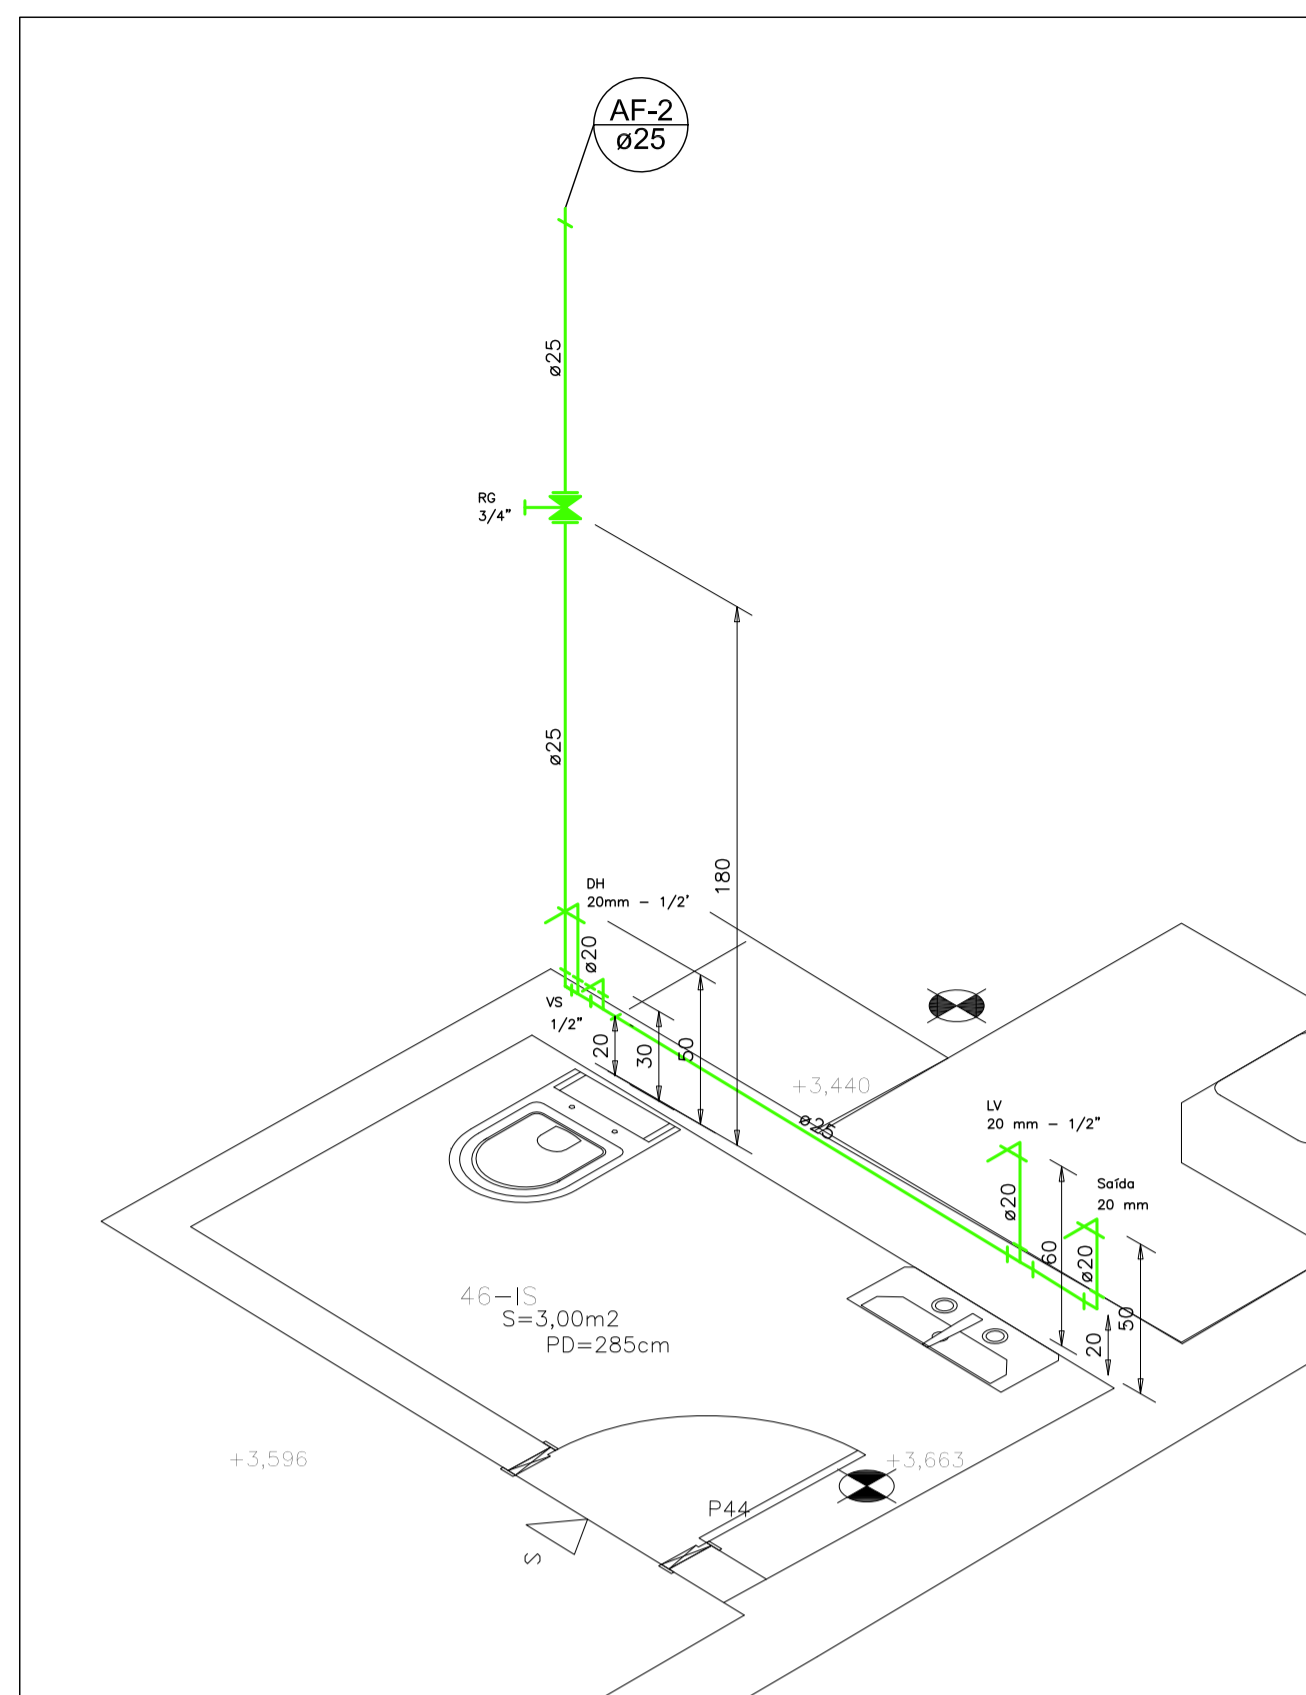 AF-2
ø25
ø25
RG
3/4"
ø25
180
DH
20mm - 1/2'
ø20
VS
1/2"
20
30
50
+3,440
ø25
LV
20 mm - 1/2"
ø20
60
Saída
20 mm
ø20
50
20
46-IS
S=3,00m2
PD=285cm
+3,596
+3,663
P44
S